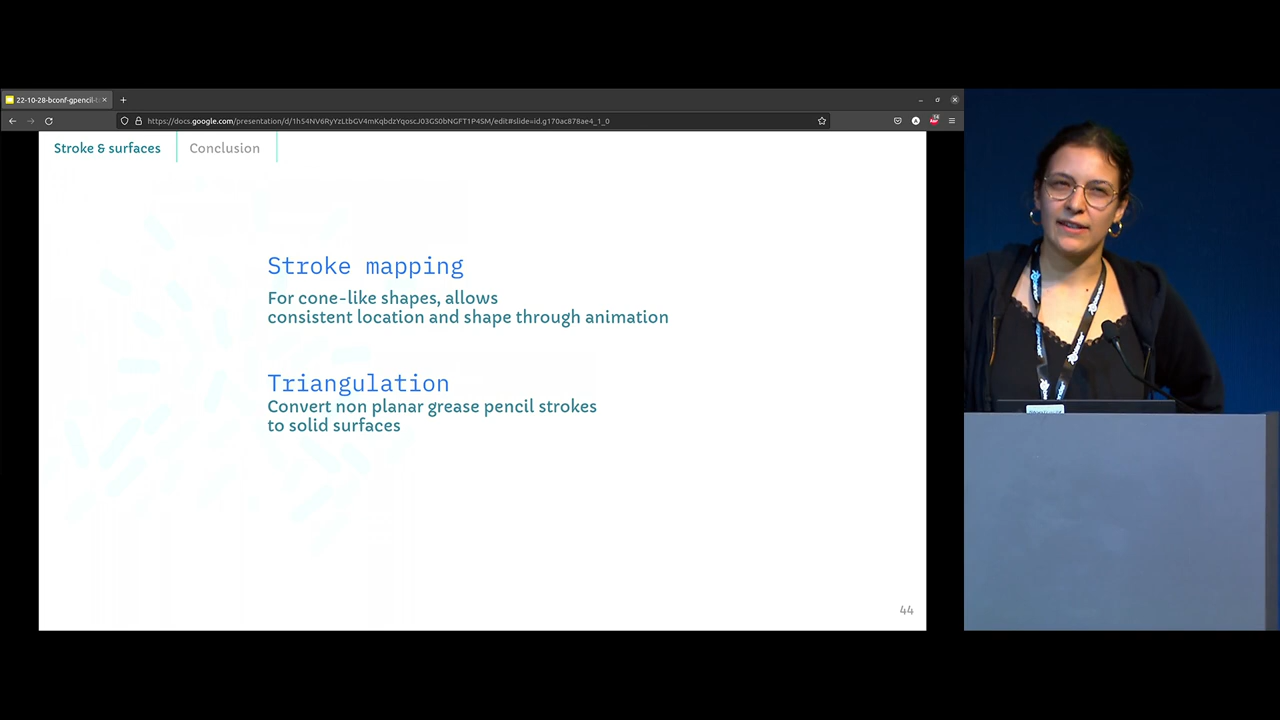 22-10-28-bconf-gpencil-t
https://docs.google.com/presentation/d/1h54NV6RyYzLtbGV4mKqbdzYqoscJ03GS0bNGFT1P4SM/edit#slide=id.g170ac878ae4_1_0
Stroke & surfaces
Conclusion
Stroke mapping
For cone-like shapes, allows
consistent location and shape through animation
Triangulation
Convert non planar grease pencil strokes
to solid surfaces
44